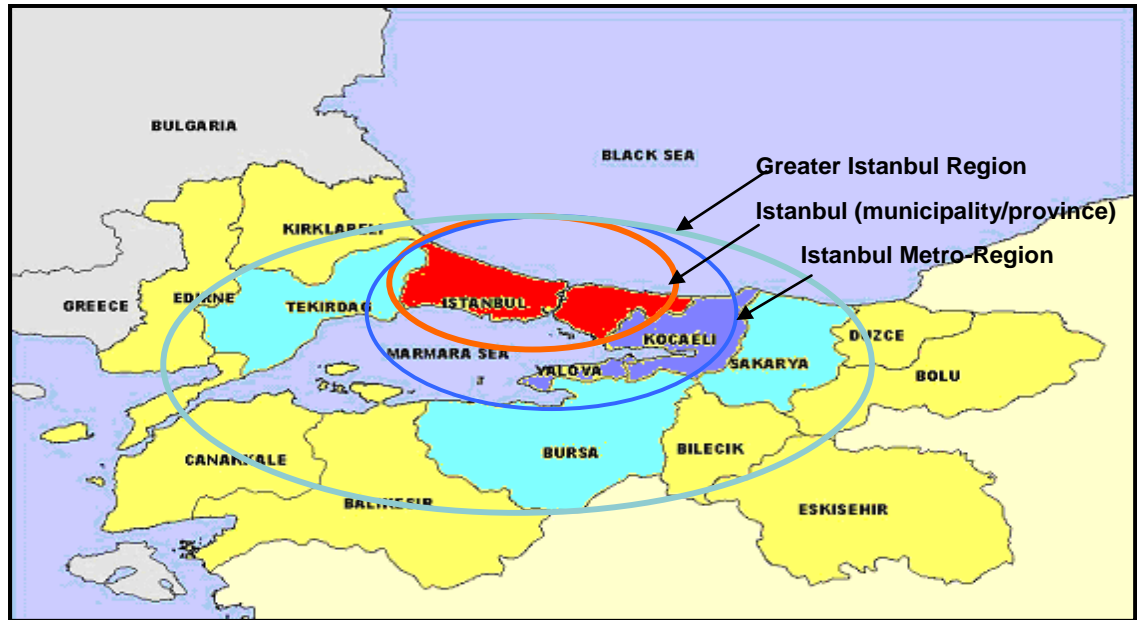 BULGARIA
BLACK SEA
Greater Istanbul Region
Istanbul (municipality/province)
KIRKLARELI
Istanbul Metro-Region
GREECE
EDIRNE
TEKIRDAG
ISTANBUL
KOCAELI
DUZCE
MARMARA SEA
YALOVA
SAKARYA
BOLU
BURSA
BILECIK
CANAKKALE
BALIKESIR
ESKISEHIR